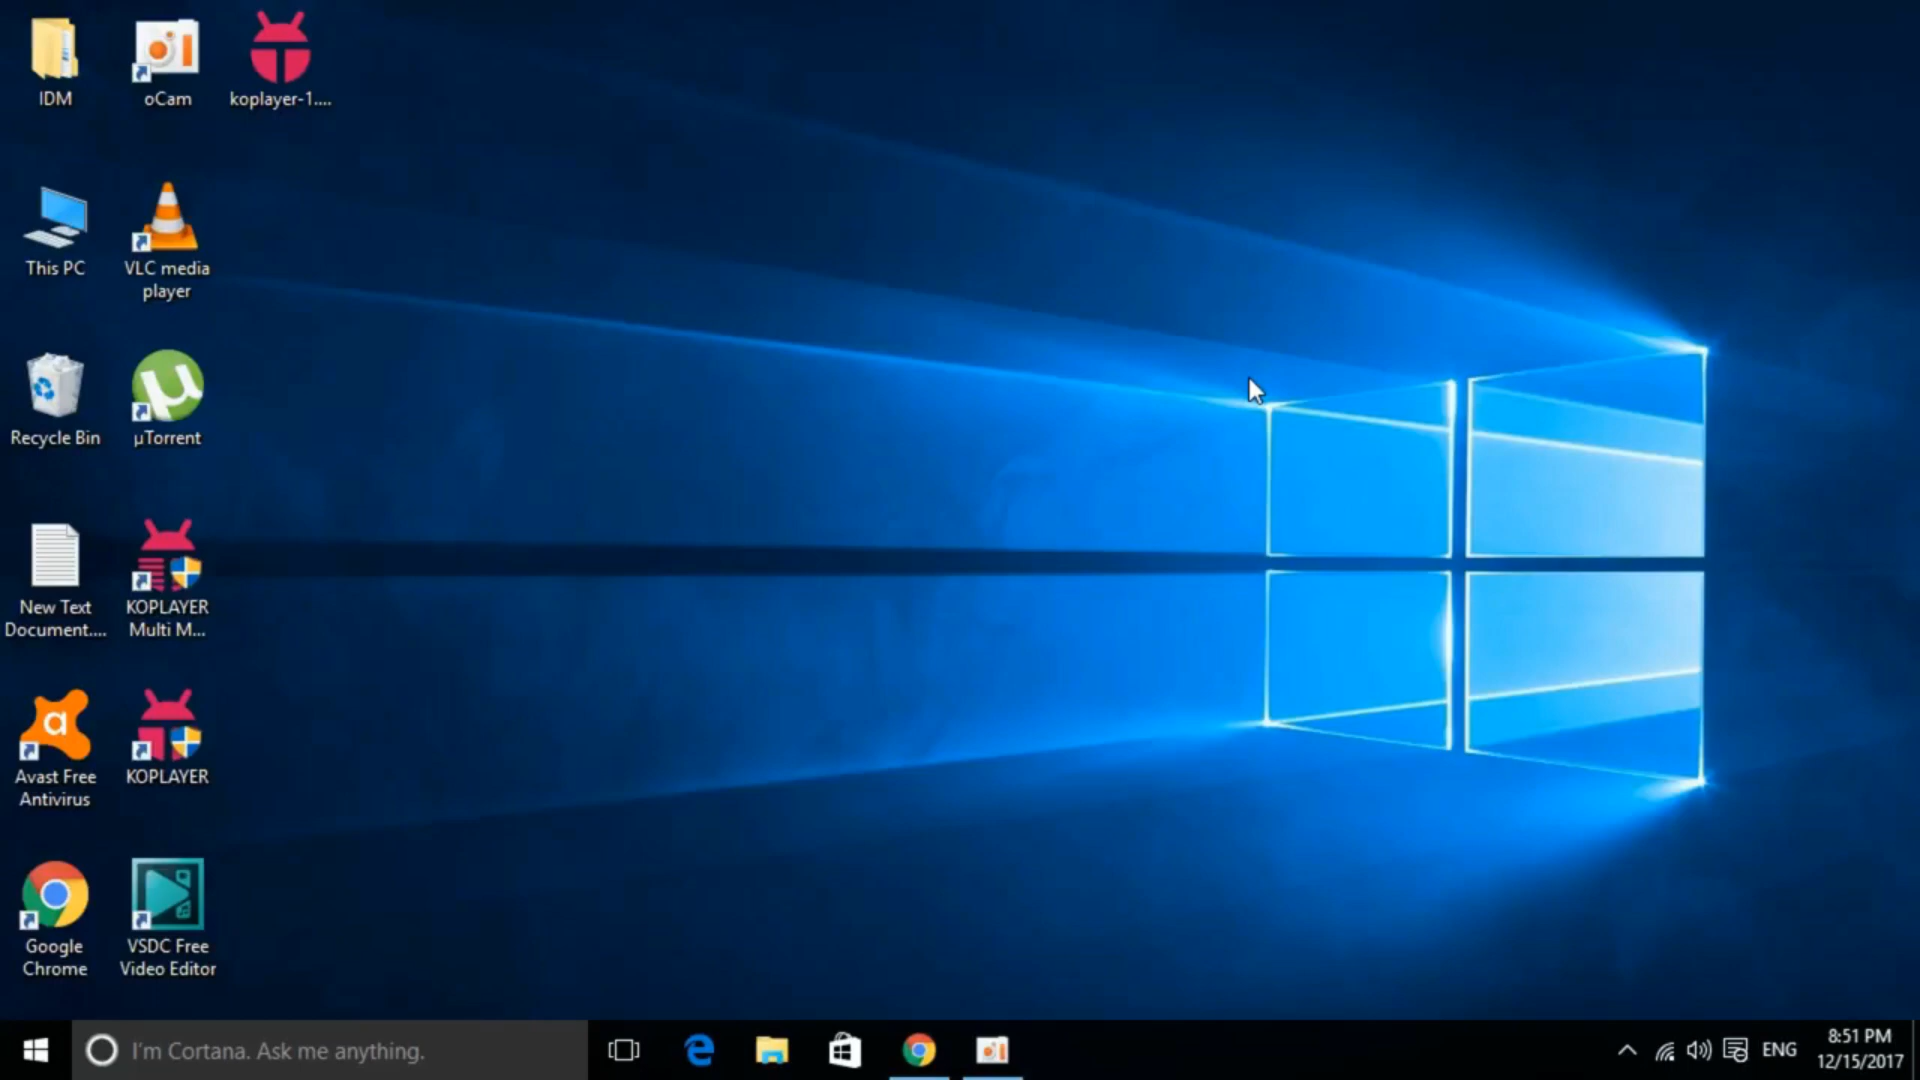 IDM
oCam
koplayer-1....
This PC
VLC media
player
Recycle Bin
µTorrent
New Text
Document....
KOPLAYER
Multi M...
Avast Free
Antivirus
KOPLAYER
Google
Chrome
VSDC Free
Video Editor
I'm Cortana. Ask me anything.
ENG
8:51 PM
12/15/2017